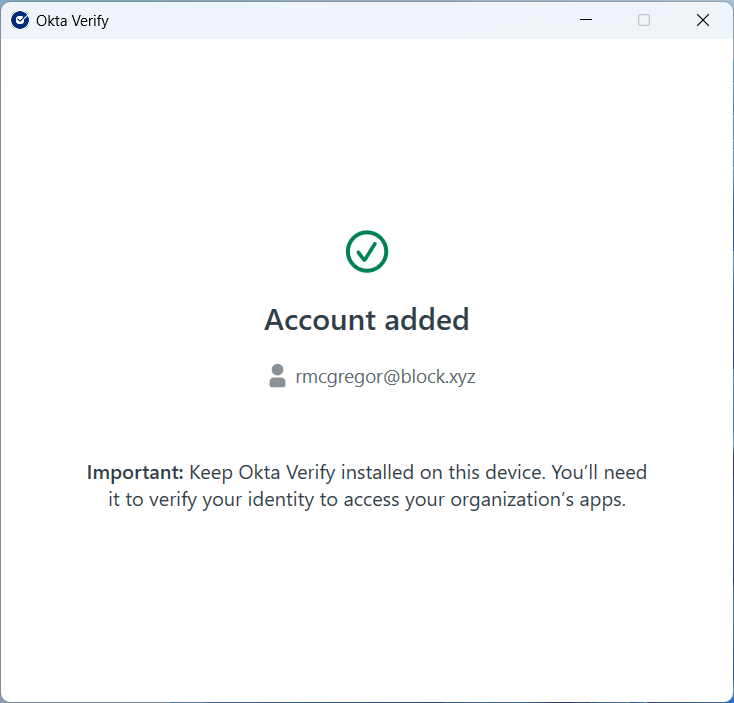 Okta Verify
Account added
rmcgregor@block.xyz
Important: Keep Okta Verify installed on this device. You’ll need
it to verify your identity to access your organization’s apps.